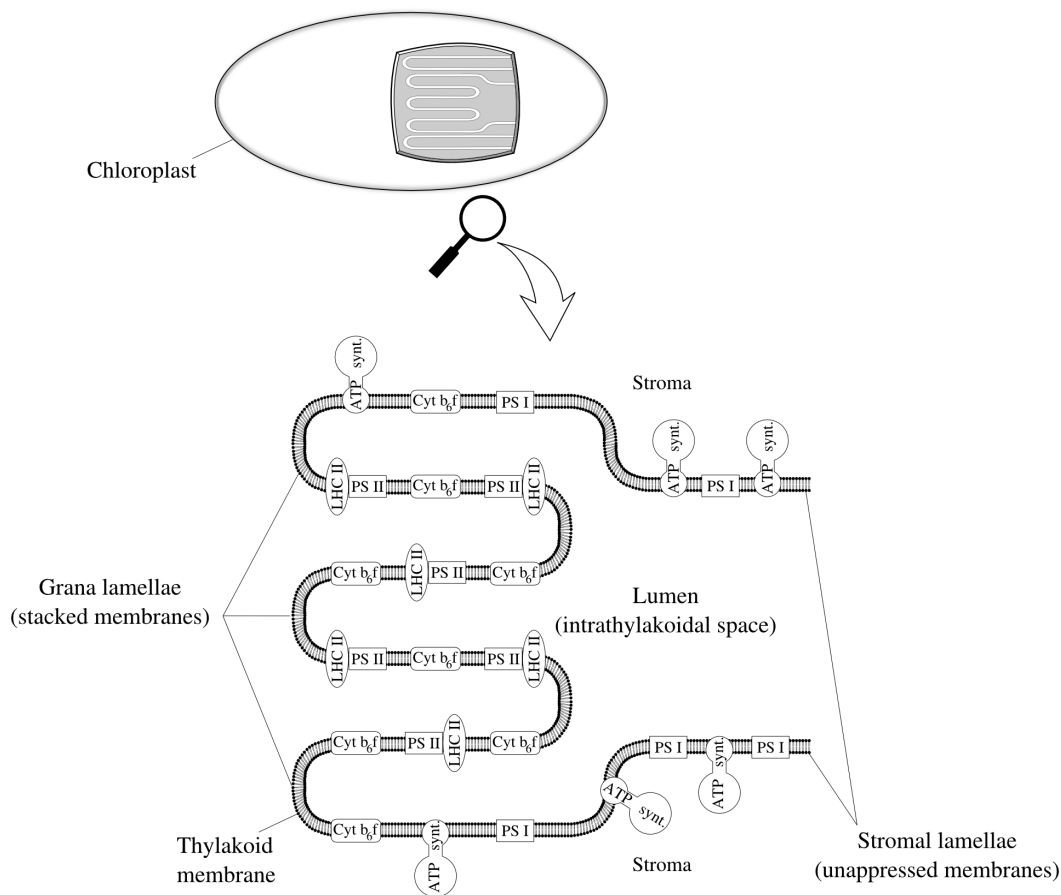 Chloroplast
Stroma
ATP synt.
Cyt b6f
PS I
ATP synt.
ATP synt.
PS I
LHC II
PS II
Cyt b6f
PS II
LHC II
Cyt b6f
LHC II
PS II
Cyt b6f
Grana lamellae
(stacked membranes)
Lumen
(intrathylakoidal space)
LHC II
PS II
Cyt b6f
PS II
LHC II
Cyt b6f
PS II
LHC II
Cyt b6f
PS I
ATP synt.
PS I
ATP synt.
Cyt b6f
ATP synt.
PS I
Thylakoid
membrane
Stroma
Stromal lamellae
(unappressed membranes)